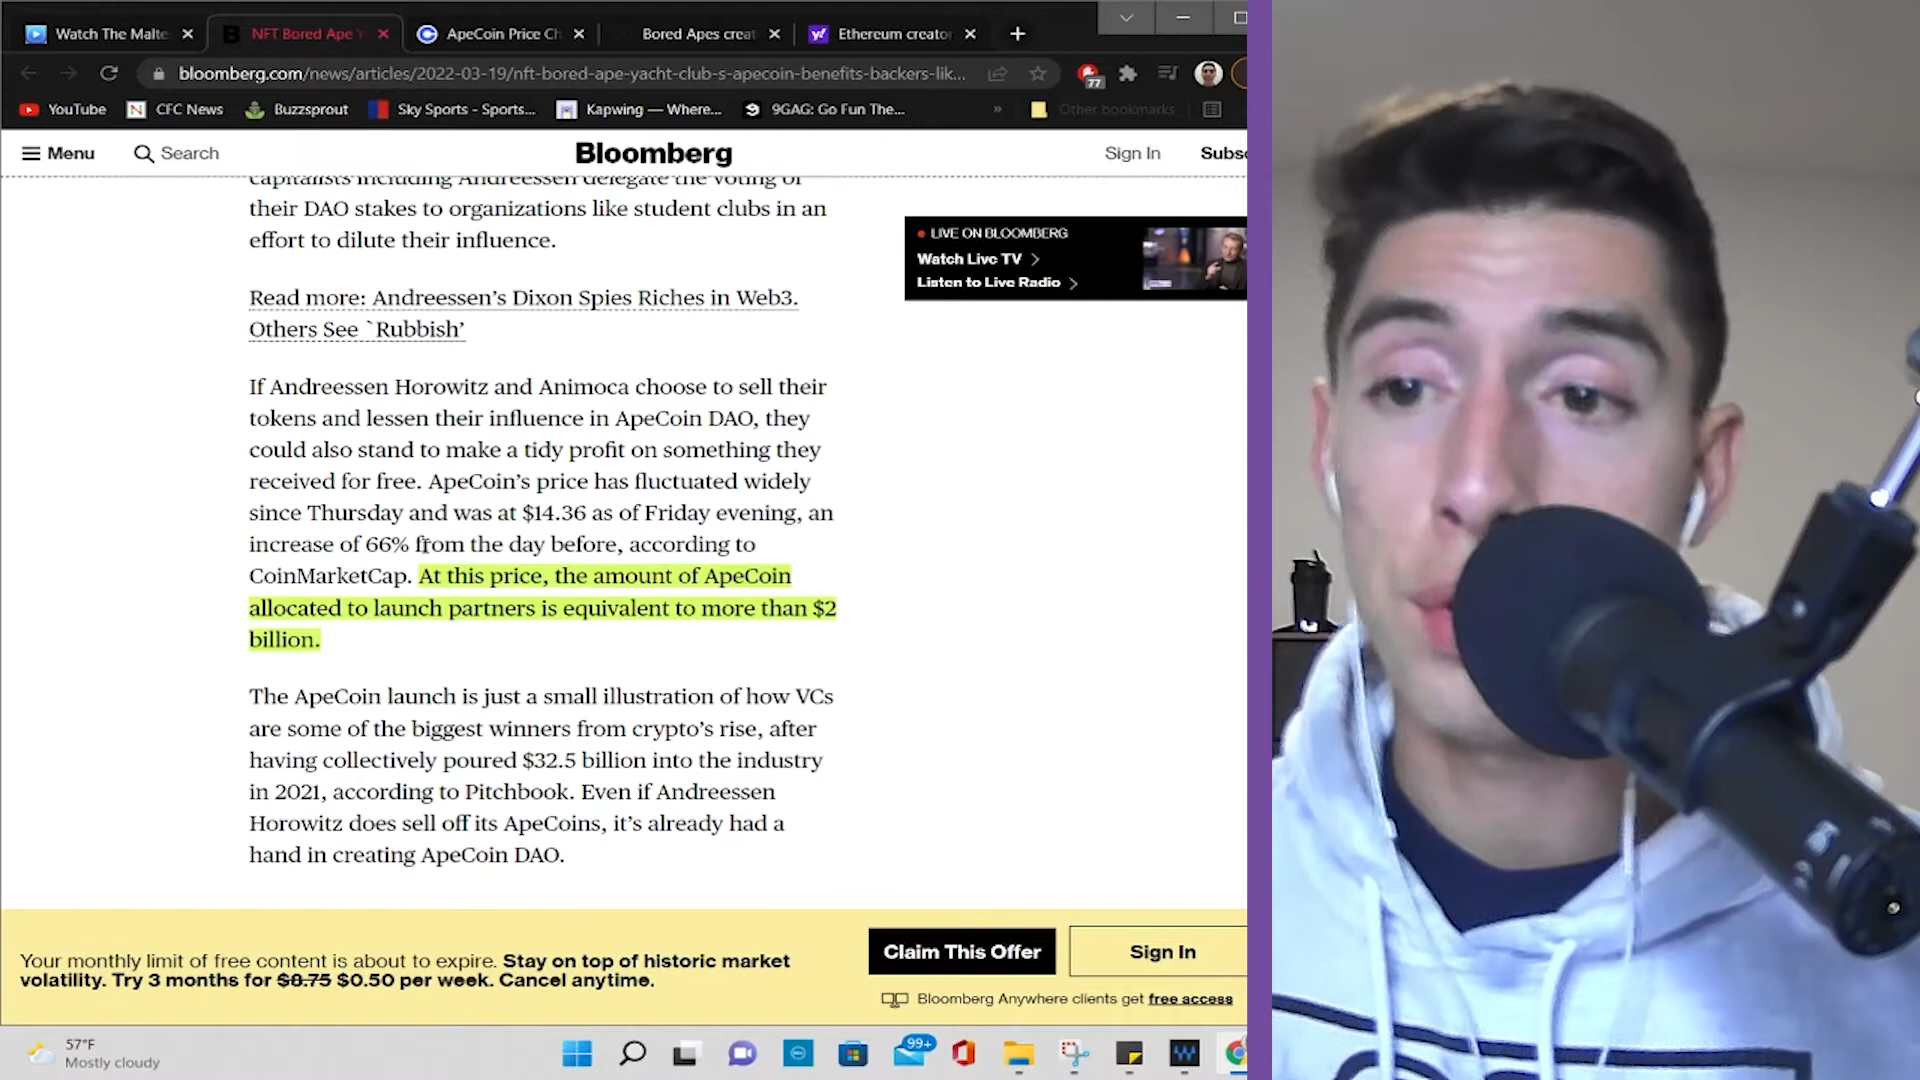 Watch The Malte
NFT Bored Ape Y
ApeCoin Price Ch
Bored Apes creat
Ethereum creator
bloomberg.com/news/articles/2022-03-19/nft-bored-ape-yacht-club-s-apecoin-benefits-backers-lik...
77
YouTube
CFC News
Buzzsprout
Sky Sports - Sports...
Kapwing — Where...
9GAG: Go Fun The...
»
Other bookmarks
Menu
Search
Bloomberg
Sign In
Subsc
capitalists including Andreessen delegate the voting of
their DAO stakes to organizations like student clubs in an
effort to dilute their influence.
LIVE ON BLOOMBERG
Watch Live TV >
Listen to Live Radio >
Read more: Andreessen’s Dixon Spies Riches in Web3.
Others See `Rubbish’
If Andreessen Horowitz and Animoca choose to sell their
tokens and lessen their influence in ApeCoin DAO, they
could also stand to make a tidy profit on something they
received for free. ApeCoin’s price has fluctuated widely
since Thursday and was at $14.36 as of Friday evening, an
increase of 66% from the day before, according to
CoinMarketCap. At this price, the amount of ApeCoin
allocated to launch partners is equivalent to more than $2
billion.
The ApeCoin launch is just a small illustration of how VCs
are some of the biggest winners from crypto’s rise, after
having collectively poured $32.5 billion into the industry
in 2021, according to Pitchbook. Even if Andreessen
Horowitz does sell off its ApeCoins, it’s already had a
hand in creating ApeCoin DAO.
Your monthly limit of free content is about to expire. Stay on top of historic market
volatility. Try 3 months for $8.75 $0.50 per week. Cancel anytime.
Claim This Offer
Sign In
Bloomberg Anywhere clients get free access
57°F
Mostly cloudy
99+